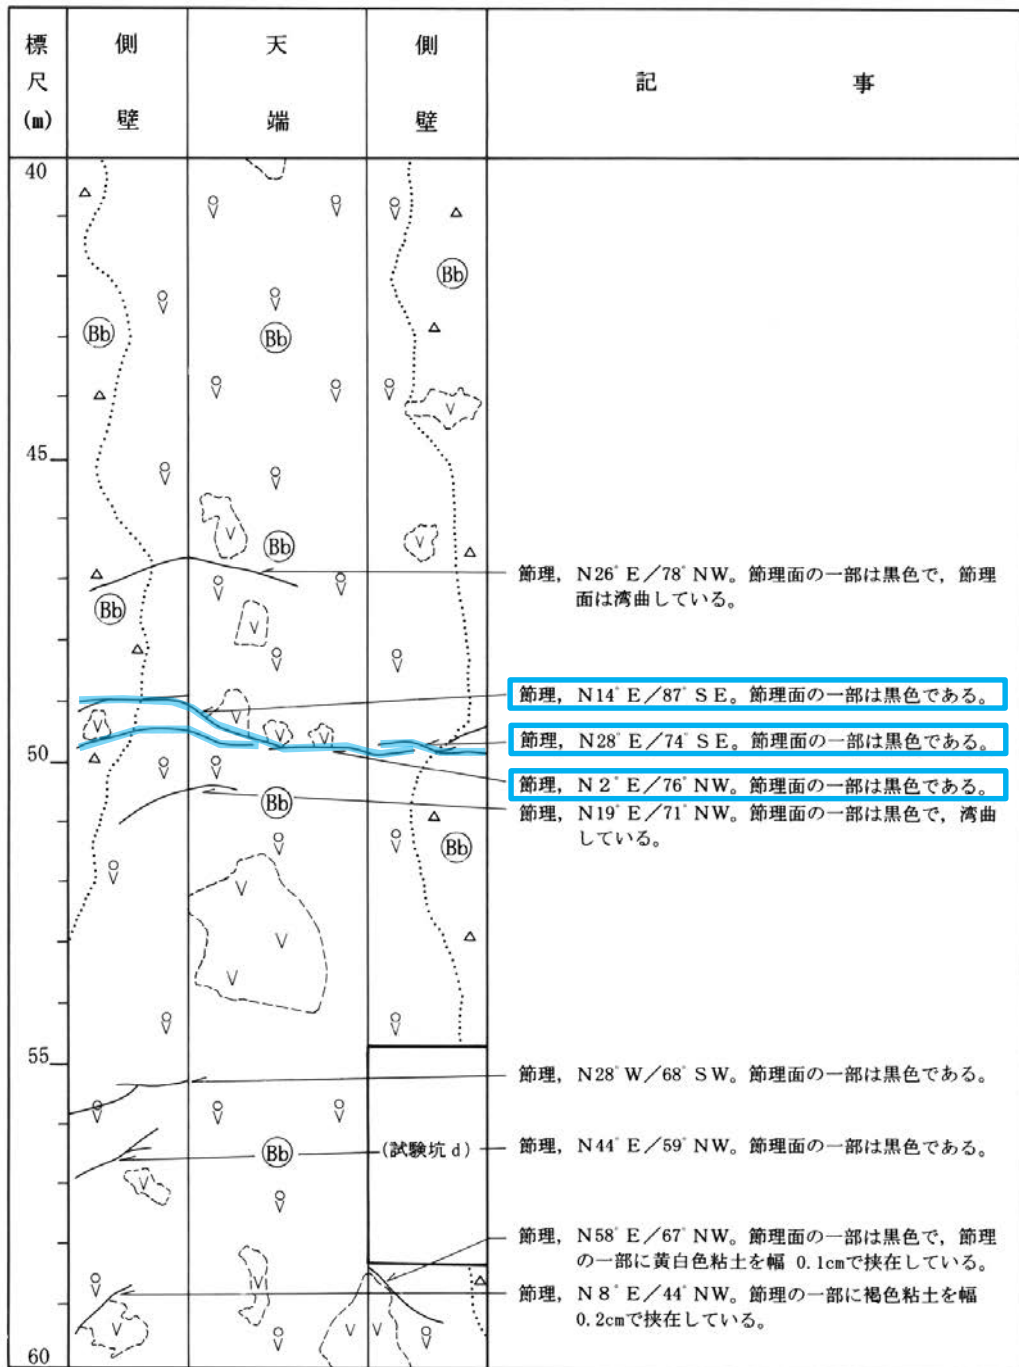 標尺(m)
側壁
天端
側壁
記事
40
45
50
55
60
Bb
Bb
Bb
Bb
Bb
Bb
Bb
Bb
(試験坑 d)
Bb
節理, N26°E/78°NW。節理面の一部は黒色で, 節理
面は湾曲している。
節理, N14°E/87°SE。節理面の一部は黒色である。
節理, N28°E/74°SE。節理面の一部は黒色である。
節理, N2°E/76°NW。節理面の一部は黒色である。
節理, N19°E/71°NW。節理面の一部は黒色で, 湾曲
している。
節理, N28°W/68°SW。節理面の一部は黒色である。
節理, N44°E/59°NW。節理面の一部は黒色である。
節理, N58°E/67°NW。節理面の一部は黒色で, 節理
の一部に黄白色粘土を幅 0.1cmで挟在している。
節理, N8°E/44°NW。節理の一部に褐色粘土を幅
0.2cmで挟在している。